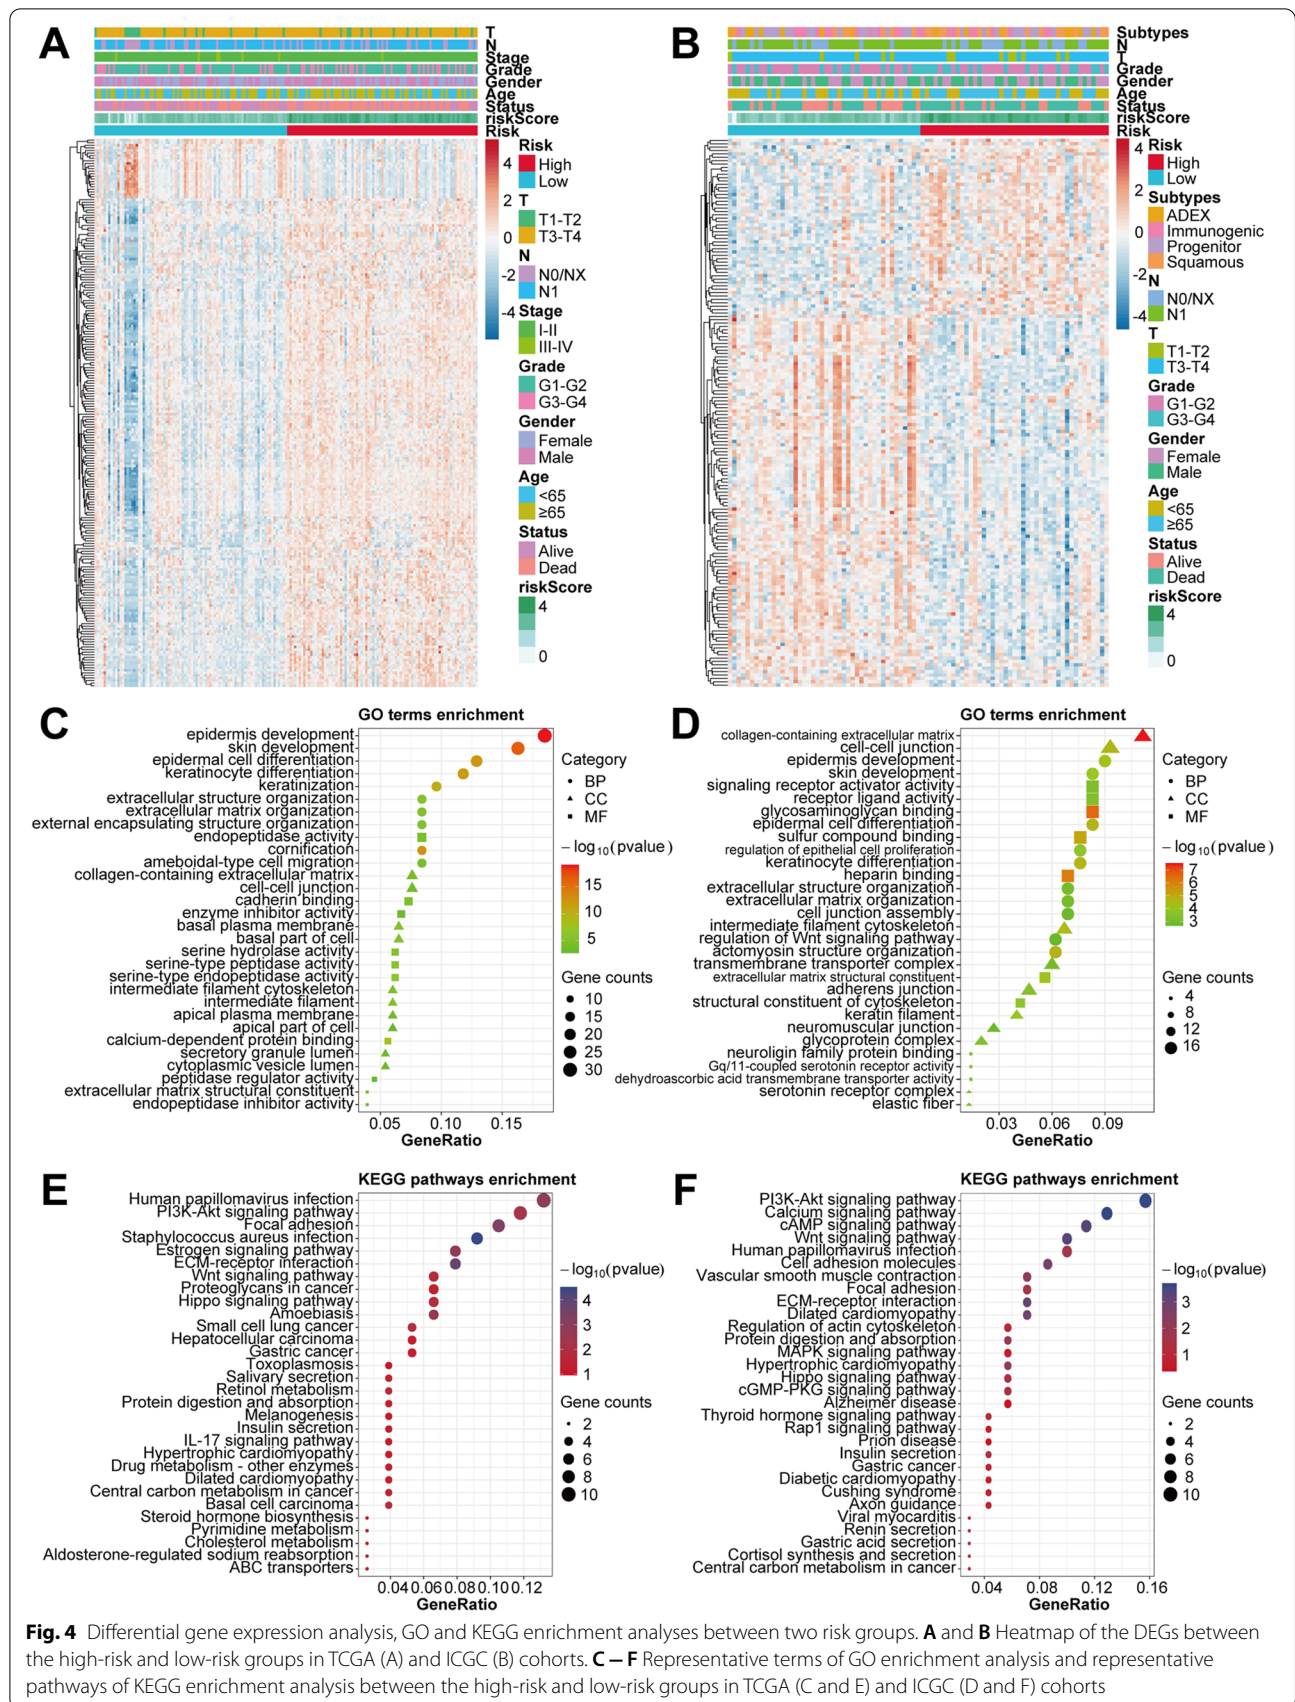 A
T
N
Stage
Grade
Gender
Age
Status
riskScore
Risk
4
2
0
-2
-4
Risk
High
Low
T
T1-T2
T3-T4
N
N0/NX
N1
Stage
I-II
III-IV
Grade
G1-G2
G3-G4
Gender
Female
Male
Age
<65
≥65
Status
Alive
Dead
riskScore
4
0
B
Subtypes
N
T
Grade
Gender
Age
Status
riskScore
Risk
4
2
0
-2
-4
Risk
High
Low
Subtypes
ADEX
Immunogenic
Progenitor
Squamous
N
N0/NX
N1
T
T1-T2
T3-T4
Grade
G1-G2
G3-G4
Gender
Female
Male
Age
<65
≥65
Status
Alive
Dead
riskScore
4
0
C
GO terms enrichment
epidermis development
skin development
epidermal cell differentiation
keratinocyte differentiation
keratinization
extracellular structure organization
extracellular matrix organization
external encapsulating structure organization
endopeptidase activity
cornification
ameboidal-type cell migration
collagen-containing extracellular matrix
cell-cell junction
cadherin binding
enzyme inhibitor activity
basal plasma membrane
basal part of cell
serine hydrolase activity
serine-type peptidase activity
serine-type endopeptidase activity
intermediate filament cytoskeleton
intermediate filament
apical plasma membrane
apical part of cell
calcium-dependent protein binding
secretory granule lumen
cytoplasmic vesicle lumen
peptidase regulator activity
extracellular matrix structural constituent
endopeptidase inhibitor activity
0.05 0.10 0.15
GeneRatio
Category
BP
CC
MF
−log10(pvalue)
15
10
5
Gene counts
10
15
20
25
30
D
GO terms enrichment
collagen-containing extracellular matrix
cell-cell junction
epidermis development
skin development
signaling receptor activator activity
receptor ligand activity
glycosaminoglycan binding
epidermal cell differentiation
sulfur compound binding
regulation of epithelial cell proliferation
keratinocyte differentiation
heparin binding
extracellular structure organization
extracellular matrix organization
cell junction assembly
intermediate filament cytoskeleton
regulation of Wnt signaling pathway
actomyosin structure organization
transmembrane transporter complex
extracellular matrix structural constituent
adherens junction
structural constituent of cytoskeleton
keratin filament
neuromuscular junction
glycoprotein complex
neuroligin family protein binding
Gq/11-coupled serotonin receptor activity
dehydroascorbic acid transmembrane transporter activity
serotonin receptor complex
elastic fiber
0.03 0.06 0.09
GeneRatio
Category
BP
CC
MF
−log10(pvalue)
7
6
5
4
3
Gene counts
4
8
12
16
E
KEGG pathways enrichment
Human papillomavirus infection
PI3K-Akt signaling pathway
Focal adhesion
Staphylococcus aureus infection
Estrogen signaling pathway
ECM-receptor interaction
Wnt signaling pathway
Proteoglycans in cancer
Hippo signaling pathway
Amoebiasis
Small cell lung cancer
Hepatocellular carcinoma
Gastric cancer
Toxoplasmosis
Salivary secretion
Retinol metabolism
Protein digestion and absorption
Melanogenesis
Insulin secretion
IL-17 signaling pathway
Hypertrophic cardiomyopathy
Drug metabolism - other enzymes
Dilated cardiomyopathy
Central carbon metabolism in cancer
Basal cell carcinoma
Steroid hormone biosynthesis
Pyrimidine metabolism
Cholesterol metabolism
Aldosterone-regulated sodium reabsorption
ABC transporters
0.04 0.06 0.08 0.10 0.12
GeneRatio
−log10(pvalue)
4
3
2
1
Gene counts
2
4
6
8
10
F
KEGG pathways enrichment
PI3K-Akt signaling pathway
Calcium signaling pathway
cAMP signaling pathway
Wnt signaling pathway
Human papillomavirus infection
Cell adhesion molecules
Vascular smooth muscle contraction
Focal adhesion
ECM-receptor interaction
Dilated cardiomyopathy
Regulation of actin cytoskeleton
Protein digestion and absorption
MAPK signaling pathway
Hypertrophic cardiomyopathy
Hippo signaling pathway
cGMP-PKG signaling pathway
Alzheimer disease
Thyroid hormone signaling pathway
Rap1 signaling pathway
Prion disease
Insulin secretion
Gastric cancer
Diabetic cardiomyopathy
Cushing syndrome
Axon guidance
Viral myocarditis
Renin secretion
Gastric acid secretion
Cortisol synthesis and secretion
Central carbon metabolism in cancer
0.04 0.08 0.12 0.16
GeneRatio
−log10(pvalue)
3
2
1
Gene counts
2
4
6
8
10
Fig. 4 Differential gene expression analysis, GO and KEGG enrichment analyses between two risk groups. A and B Heatmap of the DEGs between
the high-risk and low-risk groups in TCGA (A) and ICGC (B) cohorts. C – F Representative terms of GO enrichment analysis and representative
pathways of KEGG enrichment analysis between the high-risk and low-risk groups in TCGA (C and E) and ICGC (D and F) cohorts